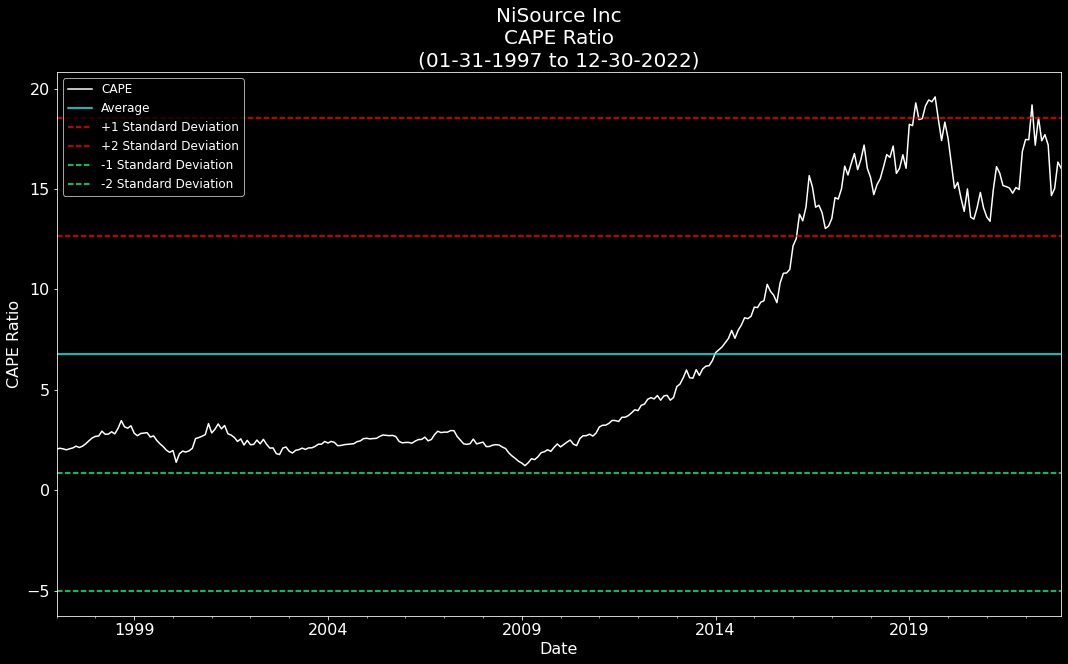 NiSource Inc
CAPE Ratio
(01-31-1997 to 12-30-2022)
CAPE
Average
+1 Standard Deviation
+2 Standard Deviation
-1 Standard Deviation
-2 Standard Deviation
20
15
10
5
0
−5
CAPE Ratio
1999 2004 2009 2014 2019
Date